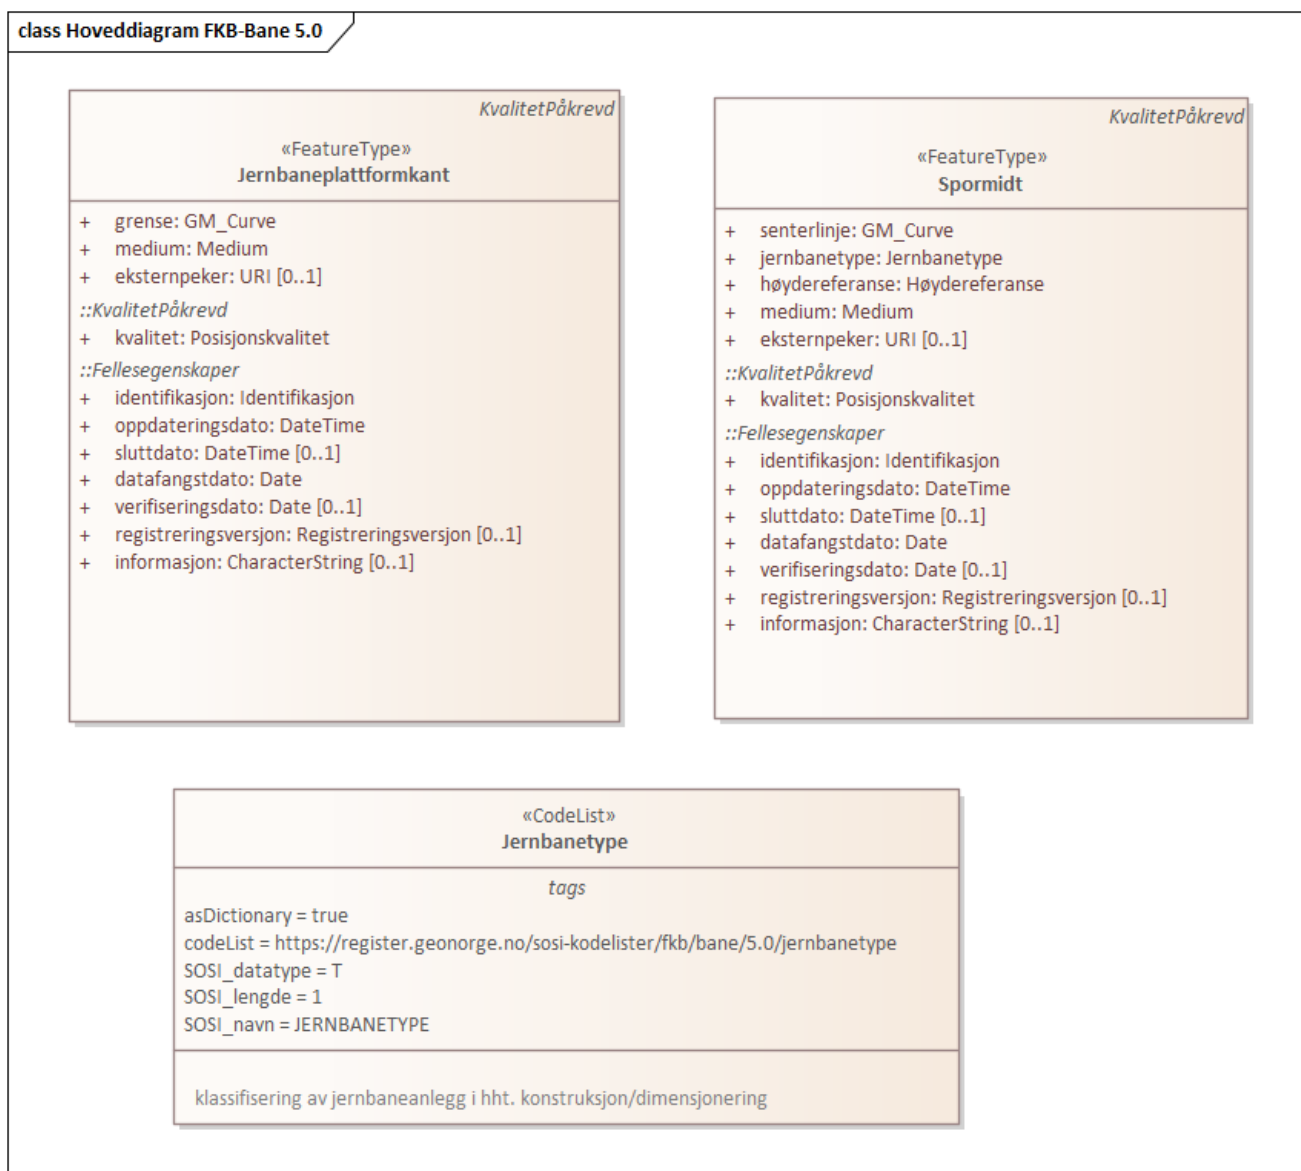 class Hoveddiagram FKB-Bane 5.0
KvalitetPåkrevd
«FeatureType»
Jernbaneplattformkant
+ grense: GM_Curve
+ medium: Medium
+ eksternpeker: URI [0..1]
::KvalitetPåkrevd
+ kvalitet: Posisjonskvalitet
::Fellesegenskaper
+ identifikasjon: Identifikasjon
+ oppdateringsdato: DateTime
+ sluttdato: DateTime [0..1]
+ datafangstdato: Date
+ verifiseringsdato: Date [0..1]
+ registreringsversjon: Registreringsversjon [0..1]
+ informasjon: CharacterString [0..1]
KvalitetPåkrevd
«FeatureType»
Spormidt
+ senterlinje: GM_Curve
+ jernbanetype: Jernbanetype
+ høydereferanse: Høydereferanse
+ medium: Medium
+ eksternpeker: URI [0..1]
::KvalitetPåkrevd
+ kvalitet: Posisjonskvalitet
::Fellesegenskaper
+ identifikasjon: Identifikasjon
+ oppdateringsdato: DateTime
+ sluttdato: DateTime [0..1]
+ datafangstdato: Date
+ verifiseringsdato: Date [0..1]
+ registreringsversjon: Registreringsversjon [0..1]
+ informasjon: CharacterString [0..1]
«CodeList»
Jernbanetype
tags
asDictionary = true
codeList = https://register.geonorge.no/sosi-kodelister/fkb/bane/5.0/jernbanetype
SOSI_datatype = T
SOSI_lengde = 1
SOSI_navn = JERNBANETYPE
klassifisering av jernbaneanlegg i hht. konstruksjon/dimensjonering